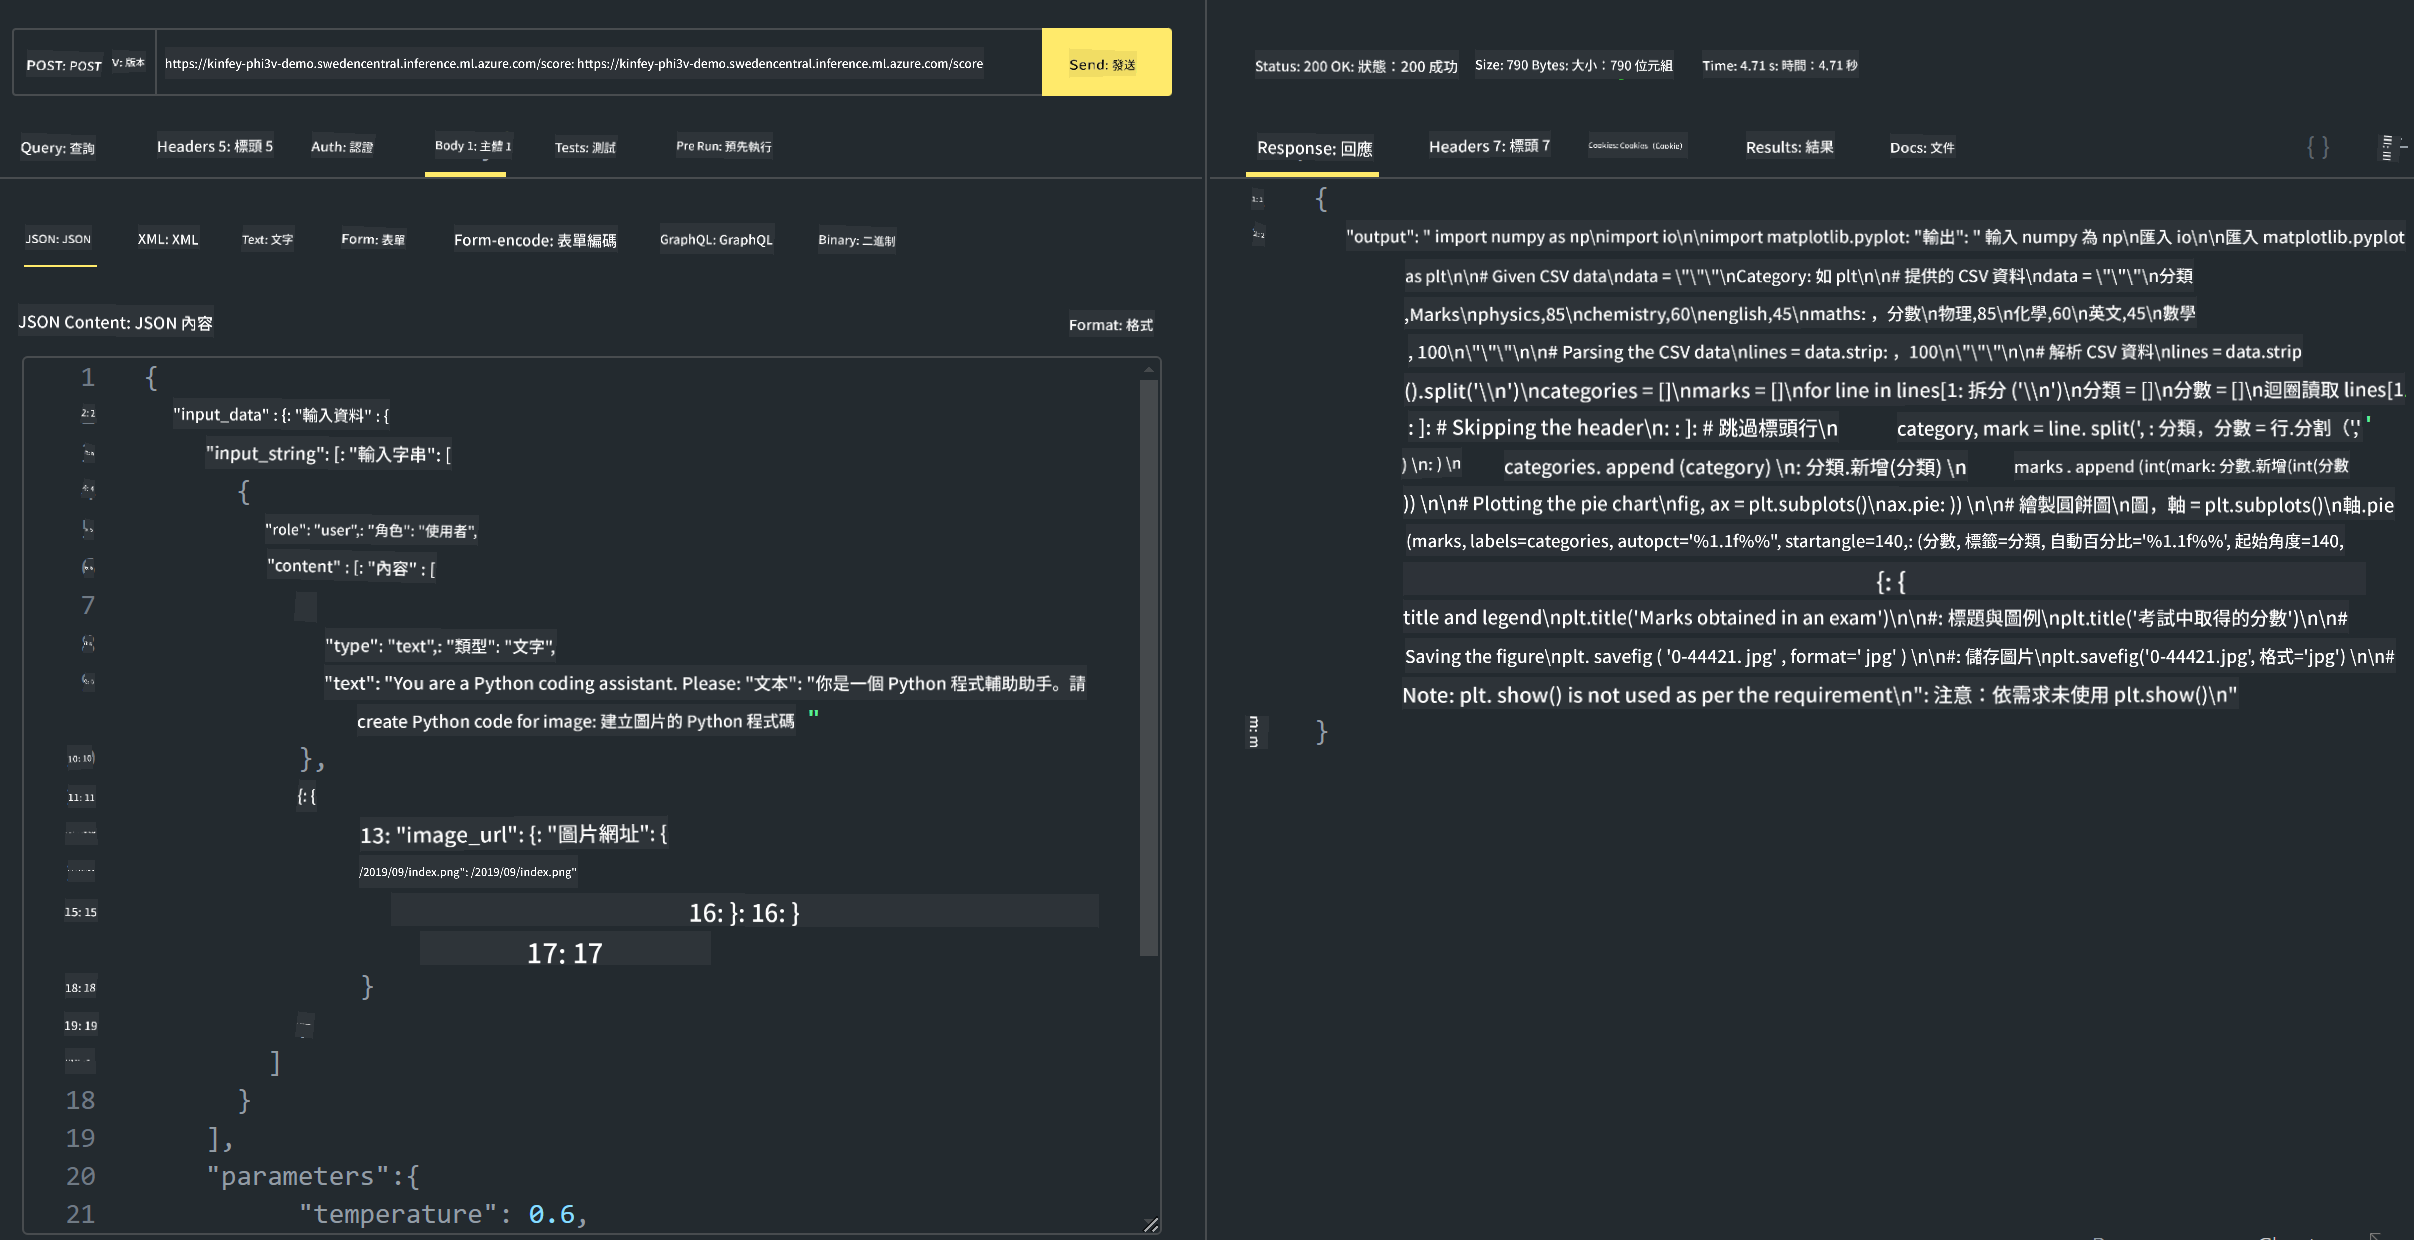 POST: POST V: 版本 https://kinfey-phi3v-demo.swedencentral.inference.ml.azure.com/score: https://kinfey-phi3v-demo.swedencentral.inference.ml.azure.com/score Send: 發送
Query: 查詢 Headers 5: 標頭 5 Auth: 認證 Body 1: 主體 1 Tests: 測試 Pre Run: 預先執行
JSON: JSON XML: XML Text: 文字 Form: 表單 Form-encode: 表單編碼 GraphQL: GraphQL Binary: 二進制
JSON Content: JSON 內容 Format: 格式
1 {
2: 2 "input_data" : {: "輸入資料" : {
"input_string": [: "輸入字串": [
{
"role": "user",: "角色": "使用者",
"content" : [: "內容" : [
7
"type": "text",: "類型": "文字",
"text": "You are a Python coding assistant. Please: "文本": "你是一個 Python 程式輔助助手。請
create Python code for image: 建立圖片的 Python 程式碼 "
10: 10) },
11: 11 {: {
13: "image_url": {: "圖片網址": {
/2019/09/index.png": /2019/09/index.png"
15: 15 16: }: 16: }
17: 17
18: 18 }
19: 19
]
18 }
19 ],
20 "parameters":{
21 "temperature": 0.6,
Status: 200 OK: 狀態：200 成功 Size: 790 Bytes: 大小：790 位元組 Time: 4.71 s: 時間：4.71 秒
Response: 回應 Headers 7: 標頭 7 Cookies: Cookies (Cookie) Results: 結果 Docs: 文件 { }
1: 1 {
2: 2 "output": " import numpy as np\nimport io\n\nimport matplotlib.pyplot: "輸出": " 輸入 numpy 為 np\n匯入 io\n\n匯入 matplotlib.pyplot
as plt\n\n# Given CSV data\ndata = \"\"\"\nCategory: 如 plt\n\n# 提供的 CSV 資料\ndata = \"\"\"\n分類
,Marks\nphysics,85\nchemistry,60\nenglish,45\nmaths: ，分數\n物理,85\n化學,60\n英文,45\n數學
, 100\n\"\"\"\n\n# Parsing the CSV data\nlines = data.strip: ，100\n\"\"\"\n\n# 解析 CSV 資料\nlines = data.strip
().split('\\n')\ncategories = []\nmarks = []\nfor line in lines[1: 拆分 ('\\n')\n分類 = []\n分數 = []\n迴圈讀取 lines[1.
: ]: # Skipping the header\n: : ]: # 跳過標頭行\n category, mark = line. split(', : 分類，分數 = 行.分割（',' '
) \n: ) \n categories. append (category) \n: 分類.新增(分類) \n marks . append (int(mark: 分數.新增(int(分數
)) \n\n# Plotting the pie chart\nfig, ax = plt.subplots()\nax.pie: )) \n\n# 繪製圓餅圖\n圖，軸 = plt.subplots()\n軸.pie
(marks, labels=categories, autopct='%1.1f%%", startangle=140,: (分數, 標籤=分類, 自動百分比='%1.1f%%', 起始角度=140,
{: {
title and legend\nplt.title('Marks obtained in an exam')\n\n#: 標題與圖例\nplt.title('考試中取得的分數')\n\n#
Saving the figure\nplt. savefig ( '0-44421. jpg' , format=' jpg' ) \n\n#: 儲存圖片\nplt.savefig('0-44421.jpg', 格式='jpg') \n\n#
Note: plt. show() is not used as per the requirement\n": 注意：依需求未使用 plt.show()\n"
m: m }